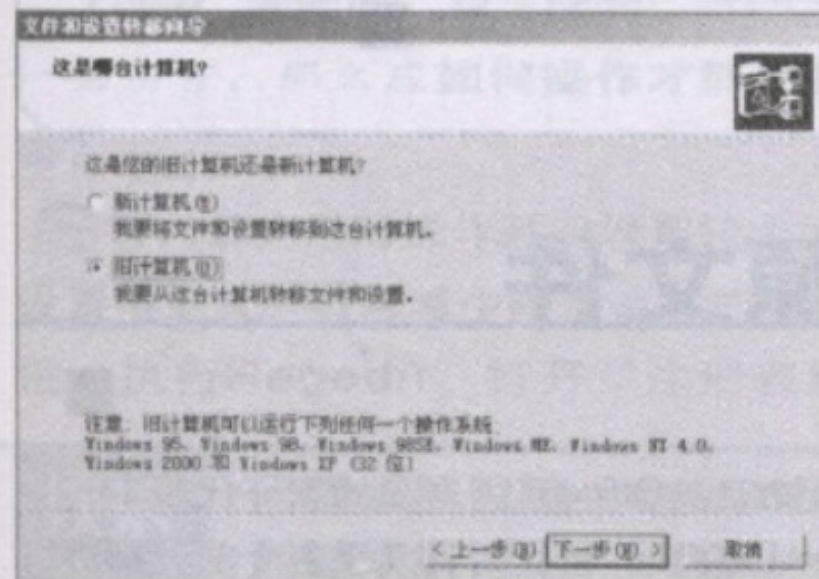 文件和设置转移向导
这是哪台计算机?
这是您的旧计算机还是新计算机?
新计算机(E)
我要将文件和设置转移到这台计算机。
旧计算机(O)
我要从这台计算机转移文件和设置。
注意: 旧计算机可以运行下列任何一个操作系统:
Windows 95、Windows 98、Windows 98SE、Windows ME、Windows NT 4.0、
Windows 2000 和 Windows XP (32 位)
<上一步(B) 下一步(N) > 取消